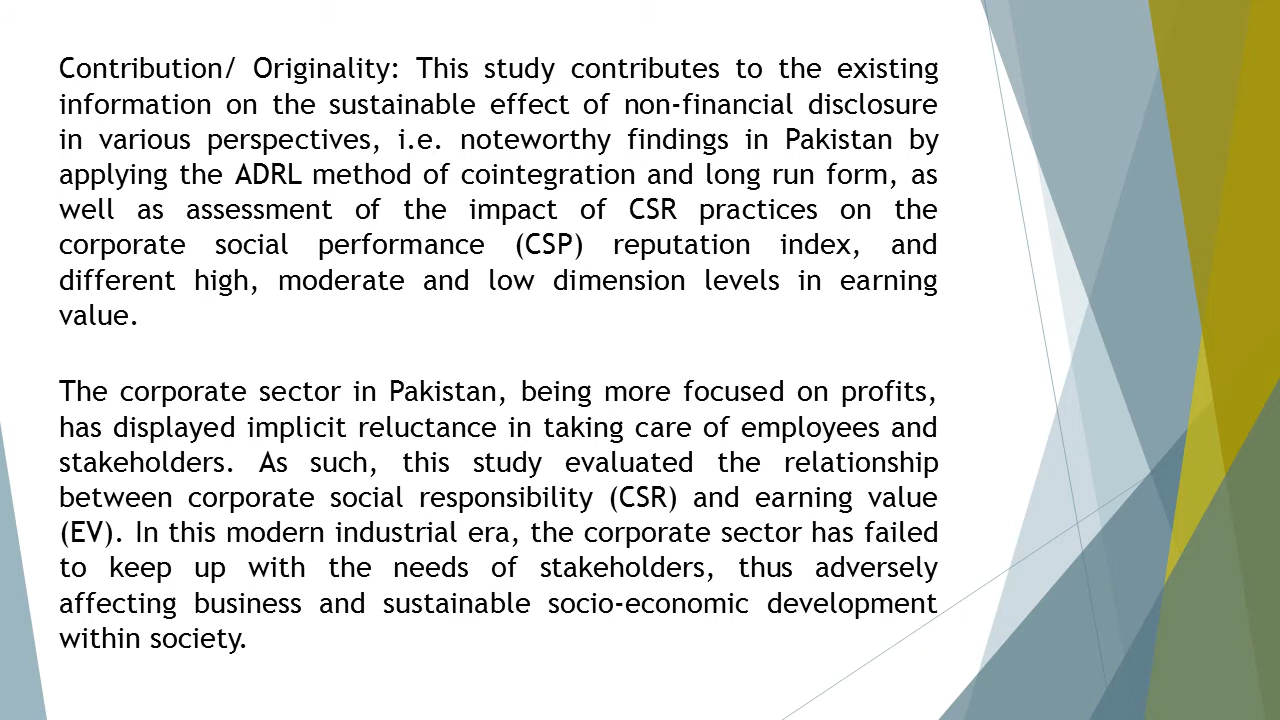 Contribution/ Originality: This study contributes to the existing
information on the sustainable effect of non-financial disclosure
in various perspectives, i.e. noteworthy findings in Pakistan by
applying the ADRL method of cointegration and long run form, as
well as assessment of the impact of CSR practices on the
corporate social performance (CSP) reputation index, and
different high, moderate and low dimension levels in earning
value.
The corporate sector in Pakistan, being more focused on profits,
has displayed implicit reluctance in taking care of employees and
stakeholders. As such, this study evaluated the relationship
between corporate social responsibility (CSR) and earning value
(EV). In this modern industrial era, the corporate sector has failed
to keep up with the needs of stakeholders, thus adversely
affecting business and sustainable socio-economic development
within society.